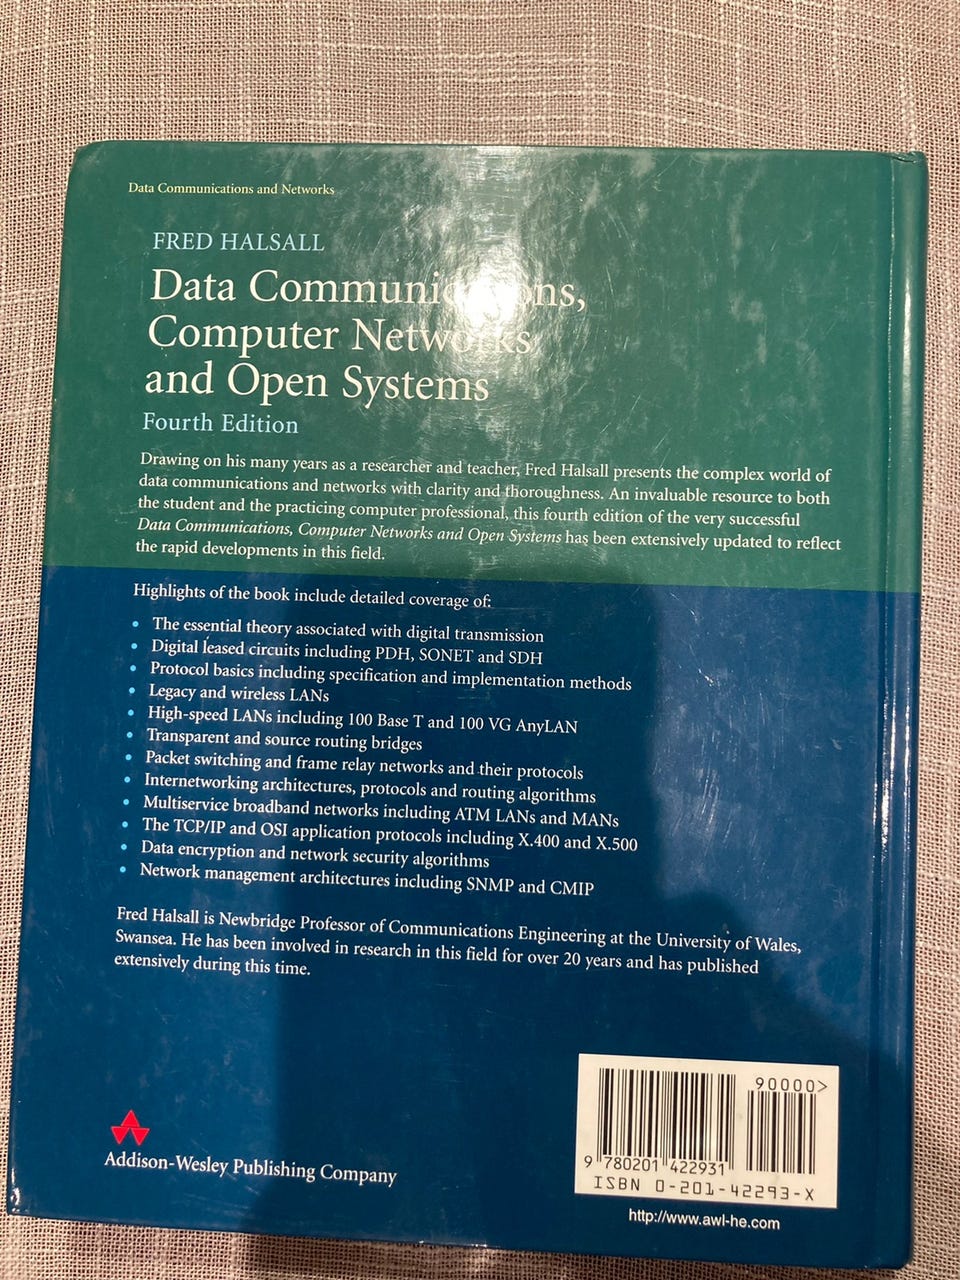 Data Communications and Networks
FRED HALSALL
Data Communications,
Computer Networks
and Open Systems
Fourth Edition
Drawing on his many years as a researcher and teacher, Fred Halsall presents the complex world of
data communications and networks with clarity and thoroughness. An invaluable resource to both
the student and the practicing computer professional, this fourth edition of the very successful
Data Communications, Computer Networks and Open Systems has been extensively updated to reflect
the rapid developments in this field.
Highlights of the book include detailed coverage of:
• The essential theory associated with digital transmission
• Digital leased circuits including PDH, SONET and SDH
• Protocol basics including specification and implementation methods
• Legacy and wireless LANs
• High-speed LANs including 100 Base T and 100 VG AnyLAN
• Transparent and source routing bridges
• Packet switching and frame relay networks and their protocols
• Internetworking architectures, protocols and routing algorithms
• Multiservice broadband networks including ATM LANs and MANs
• The TCP/IP and OSI application protocols including X.400 and X.500
• Data encryption and network security algorithms
• Network management architectures including SNMP and CMIP
Fred Halsall is Newbridge Professor of Communications Engineering at the University of Wales,
Swansea. He has been involved in research in this field for over 20 years and has published
extensively during this time.
Addison-Wesley Publishing Company
90000>
9 780201 422931
ISBN 0-201-42293-X
http://www.awl-he.com